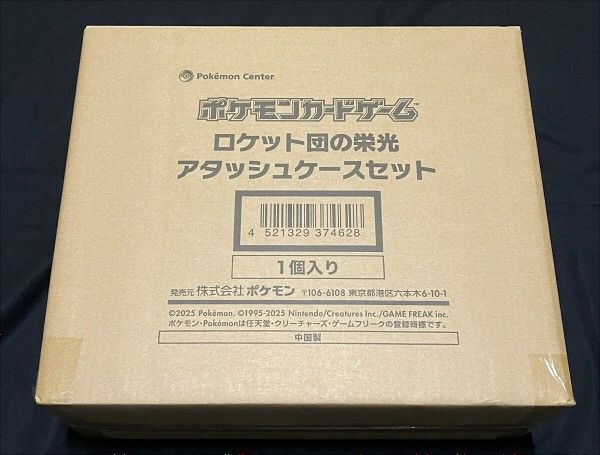 Pokémon Center
ポケモンカードゲーム™
ロケット団の栄光
アタッシュケースセット
4 521329 374628
1個入り
発売元 株式会社 ポケモン 〒106-6108 東京都港区六本木6-10-1
©2025 Pokémon. ©1995-2025 Nintendo/Creatures Inc./GAME FREAK inc.
ポケモン・Pokémonは任天堂・クリーチャーズ・ゲームフリークの登録商標です。
中国製